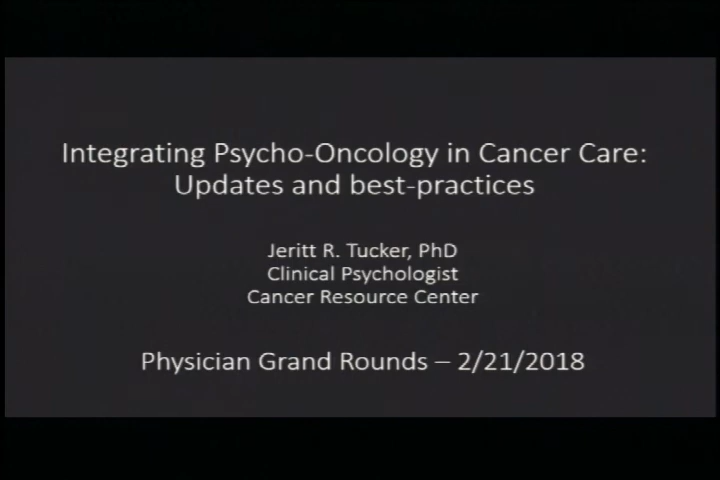 Integrating Psycho-Oncology in Cancer Care:
Updates and best-practices
Jeritt R. Tucker, PhD
Clinical Psychologist
Cancer Resource Center
Physician Grand Rounds – 2/21/2018